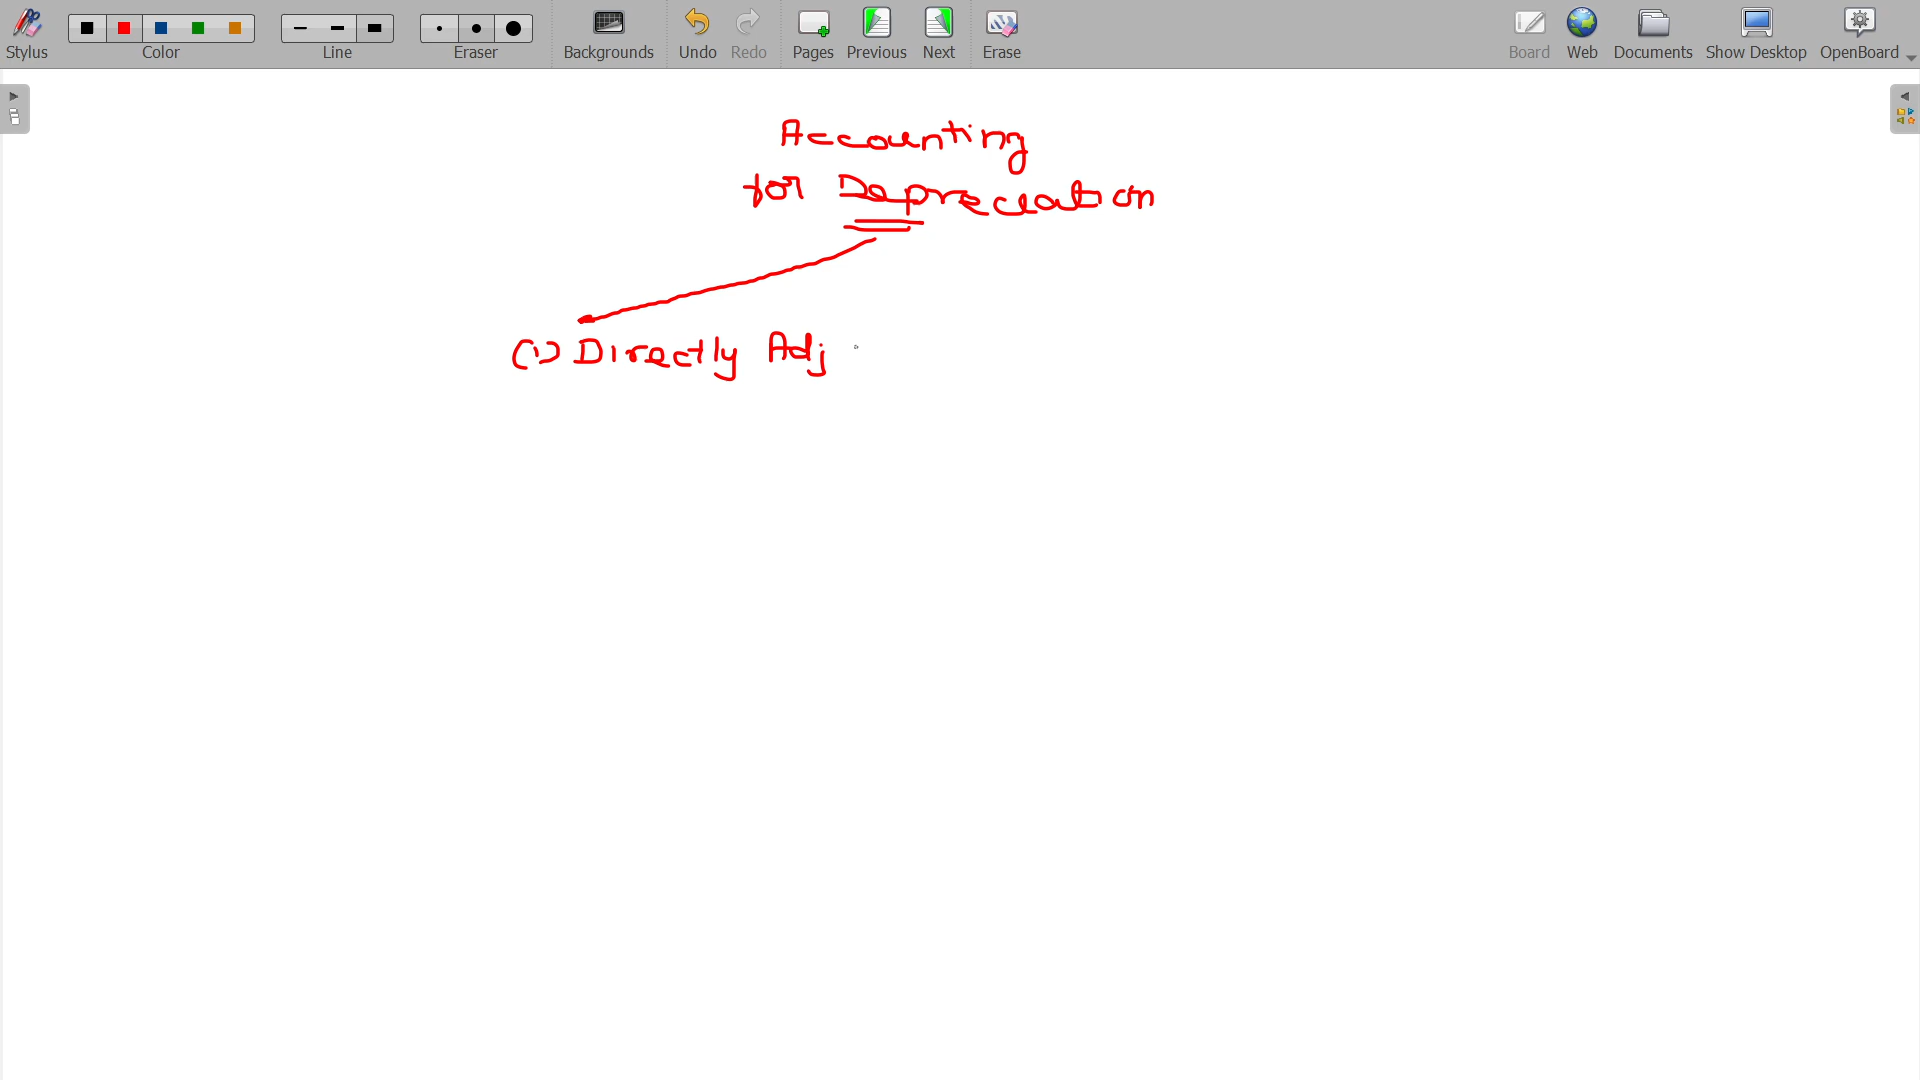 Stylus Color Line Eraser Backgrounds Undo Redo Pages Previous Next Erase Board Web Documents Show Desktop OpenBoard
Accounting
for Depreciation
(i) Directly Adj